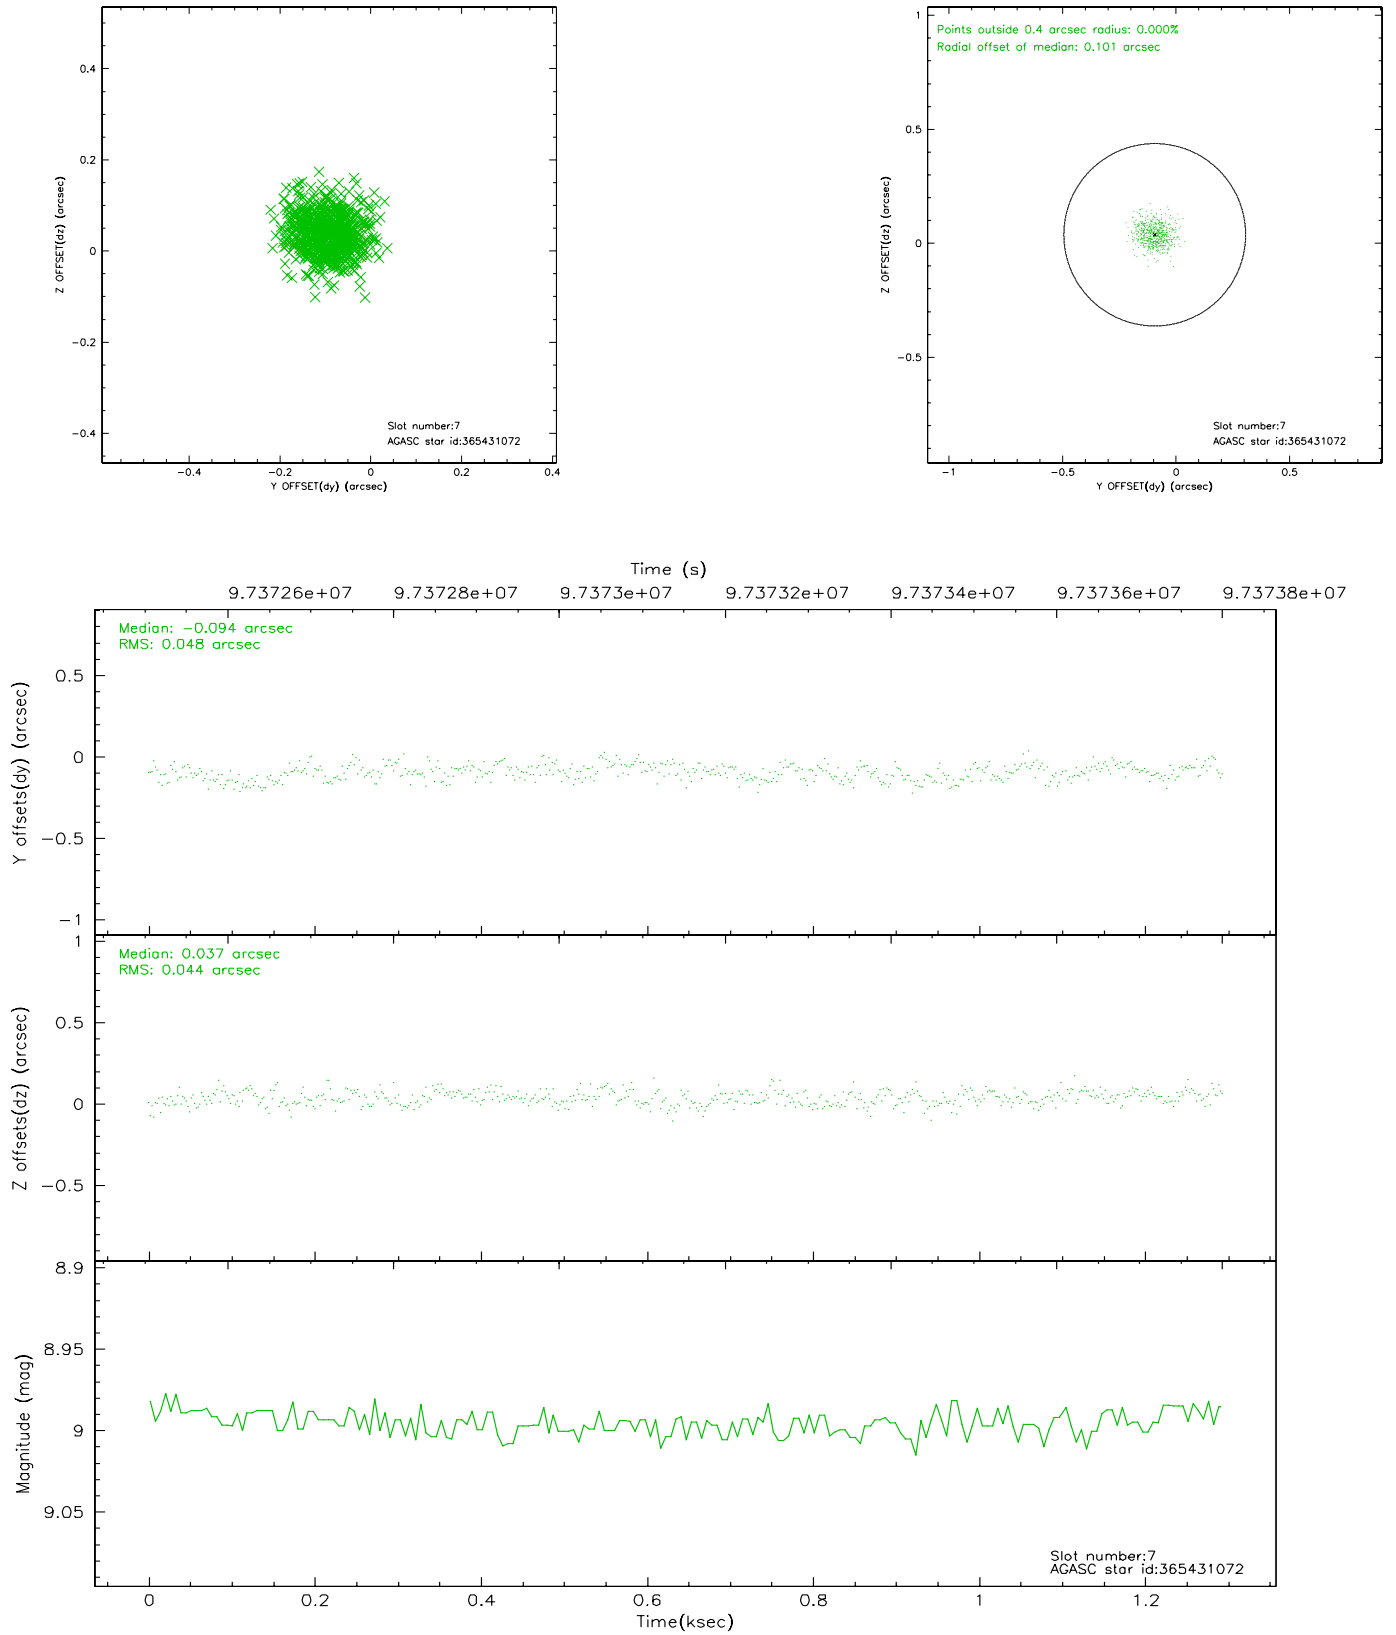 0.4
0.2
0
−0.2
−0.4
Z OFFSET(dz) (arcsec)
Slot number:7
AGASC star id:365431072
−0.4 −0.2 0 0.2 0.4
Y OFFSET(dy) (arcsec)
Points outside 0.4 arcsec radius: 0.000%
Radial offset of median: 0.101 arcsec
1
0.5
0
−0.5
Z OFFSET(dz) (arcsec)
Slot number:7
AGASC star id:365431072
−1 −0.5 0 0.5
Y OFFSET(dy) (arcsec)
Time (s)
9.73726e+07 9.73728e+07 9.7373e+07 9.73732e+07 9.73734e+07 9.73736e+07 9.73738e+07
Median: −0.094 arcsec
RMS: 0.048 arcsec
0.5
0
−0.5
−1
Y offsets(dy) (arcsec)
Median: 0.037 arcsec
RMS: 0.044 arcsec
1
0.5
0
−0.5
Z offsets(dz) (arcsec)
8.9
8.95
9
9.05
Magnitude (mag)
Slot number:7
AGASC star id:365431072
0 0.2 0.4 0.6 0.8 1 1.2
Time(ksec)